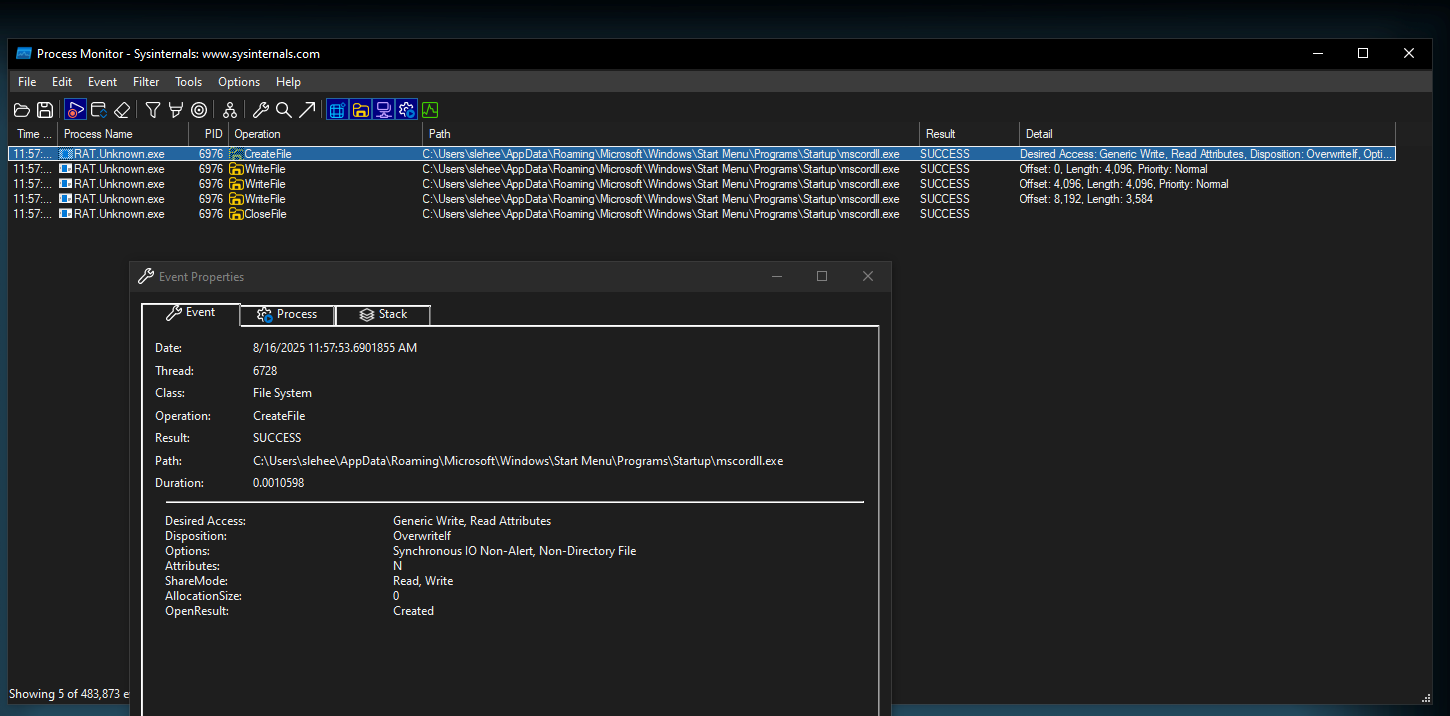 Process Monitor - Sysinternals: www.sysinternals.com
File Edit Event Filter Tools Options Help
Time ... Process Name PID Operation Path Result Detail
11:57:... RAT.Unknown.exe 6976 CreateFile C:\Users\slehee\AppData\Roaming\Microsoft\Windows\Start Menu\Programs\Startup\mscordll.exe SUCCESS Desired Access: Generic Write, Read Attributes, Disposition: OverwriteIf, Opti...
11:57:... RAT.Unknown.exe 6976 WriteFile C:\Users\slehee\AppData\Roaming\Microsoft\Windows\Start Menu\Programs\Startup\mscordll.exe SUCCESS Offset: 0, Length: 4,096, Priority: Normal
11:57:... RAT.Unknown.exe 6976 WriteFile C:\Users\slehee\AppData\Roaming\Microsoft\Windows\Start Menu\Programs\Startup\mscordll.exe SUCCESS Offset: 4,096, Length: 4,096, Priority: Normal
11:57:... RAT.Unknown.exe 6976 WriteFile C:\Users\slehee\AppData\Roaming\Microsoft\Windows\Start Menu\Programs\Startup\mscordll.exe SUCCESS Offset: 8,192, Length: 3,584
11:57:... RAT.Unknown.exe 6976 CloseFile C:\Users\slehee\AppData\Roaming\Microsoft\Windows\Start Menu\Programs\Startup\mscordll.exe SUCCESS
Event Properties
Event Process Stack
Date: 8/16/2025 11:57:53.6901855 AM
Thread: 6728
Class: File System
Operation: CreateFile
Result: SUCCESS
Path: C:\Users\slehee\AppData\Roaming\Microsoft\Windows\Start Menu\Programs\Startup\mscordll.exe
Duration: 0.0010598
Desired Access: Generic Write, Read Attributes
Disposition: OverwriteIf
Options: Synchronous IO Non-Alert, Non-Directory File
Attributes: N
ShareMode: Read, Write
AllocationSize: 0
OpenResult: Created
Showing 5 of 483,873 e